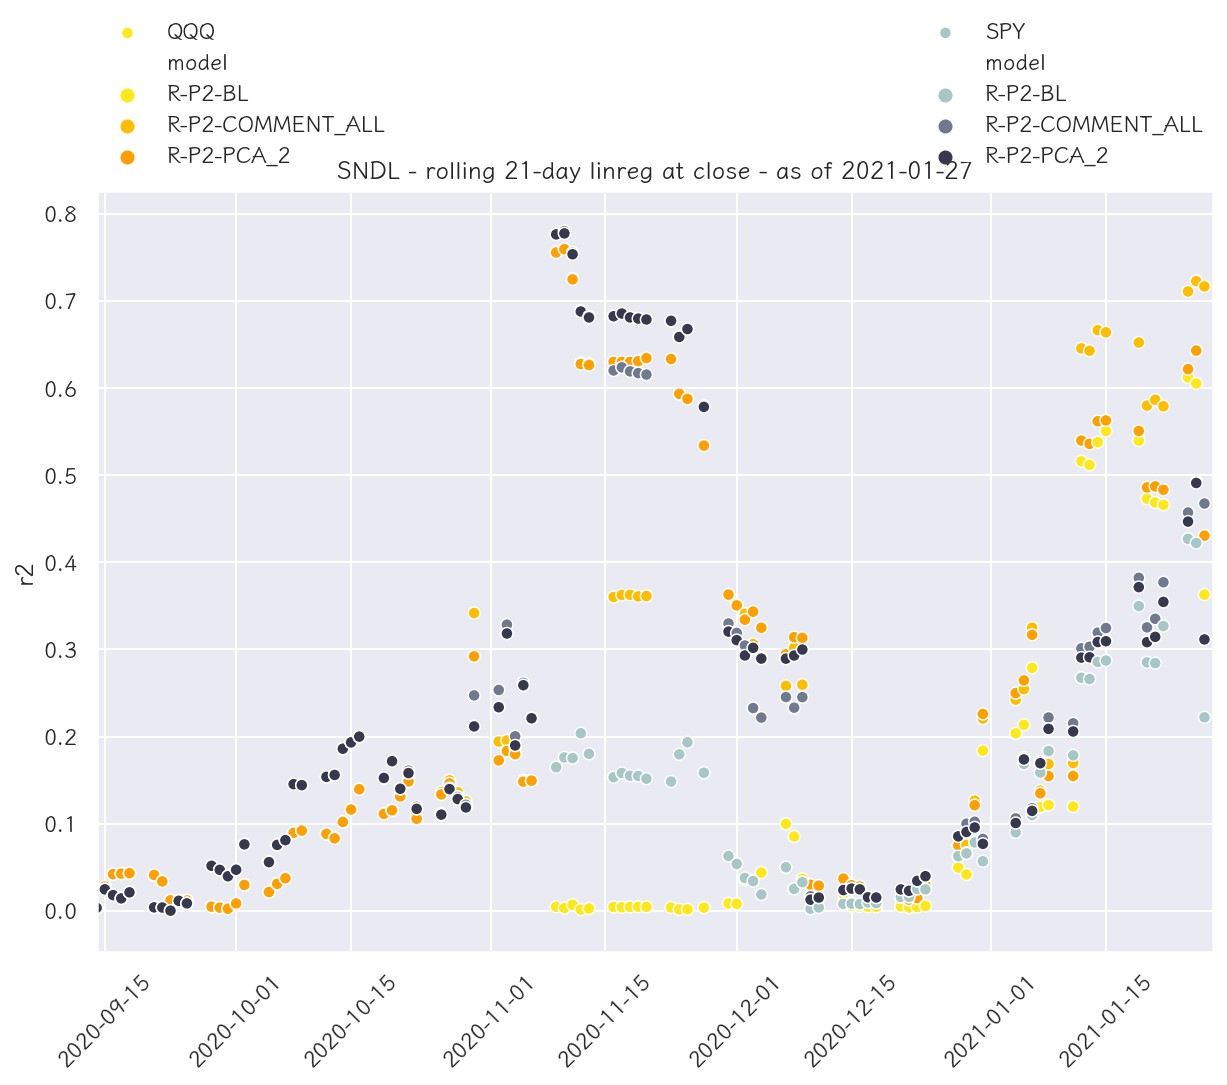 QQQ
model
R-P2-BL
R-P2-COMMENT_ALL
R-P2-PCA_2
SPY
model
R-P2-BL
R-P2-COMMENT_ALL
R-P2-PCA_2
SNDL - rolling 21-day linreg at close - as of 2021-01-27
0.8
0.7
0.6
0.5
0.4
0.3
0.2
0.1
0.0
r2
2020-09-15
2020-10-01
2020-10-15
2020-11-01
2020-11-15
2020-12-01
2020-12-15
2021-01-01
2021-01-15